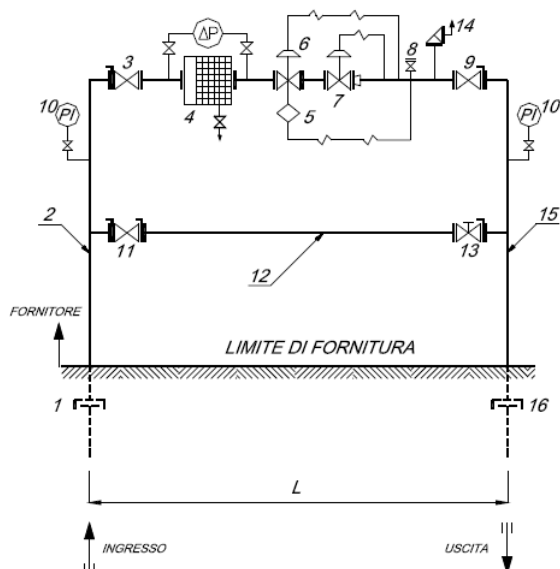 ΔP
14
6
8
3
9
10
PI
4
5
7
PI
10
2
15
11
13
12
FORNITORE
LIMITE DI FORNITURA
1
16
L
INGRESSO
USCITA